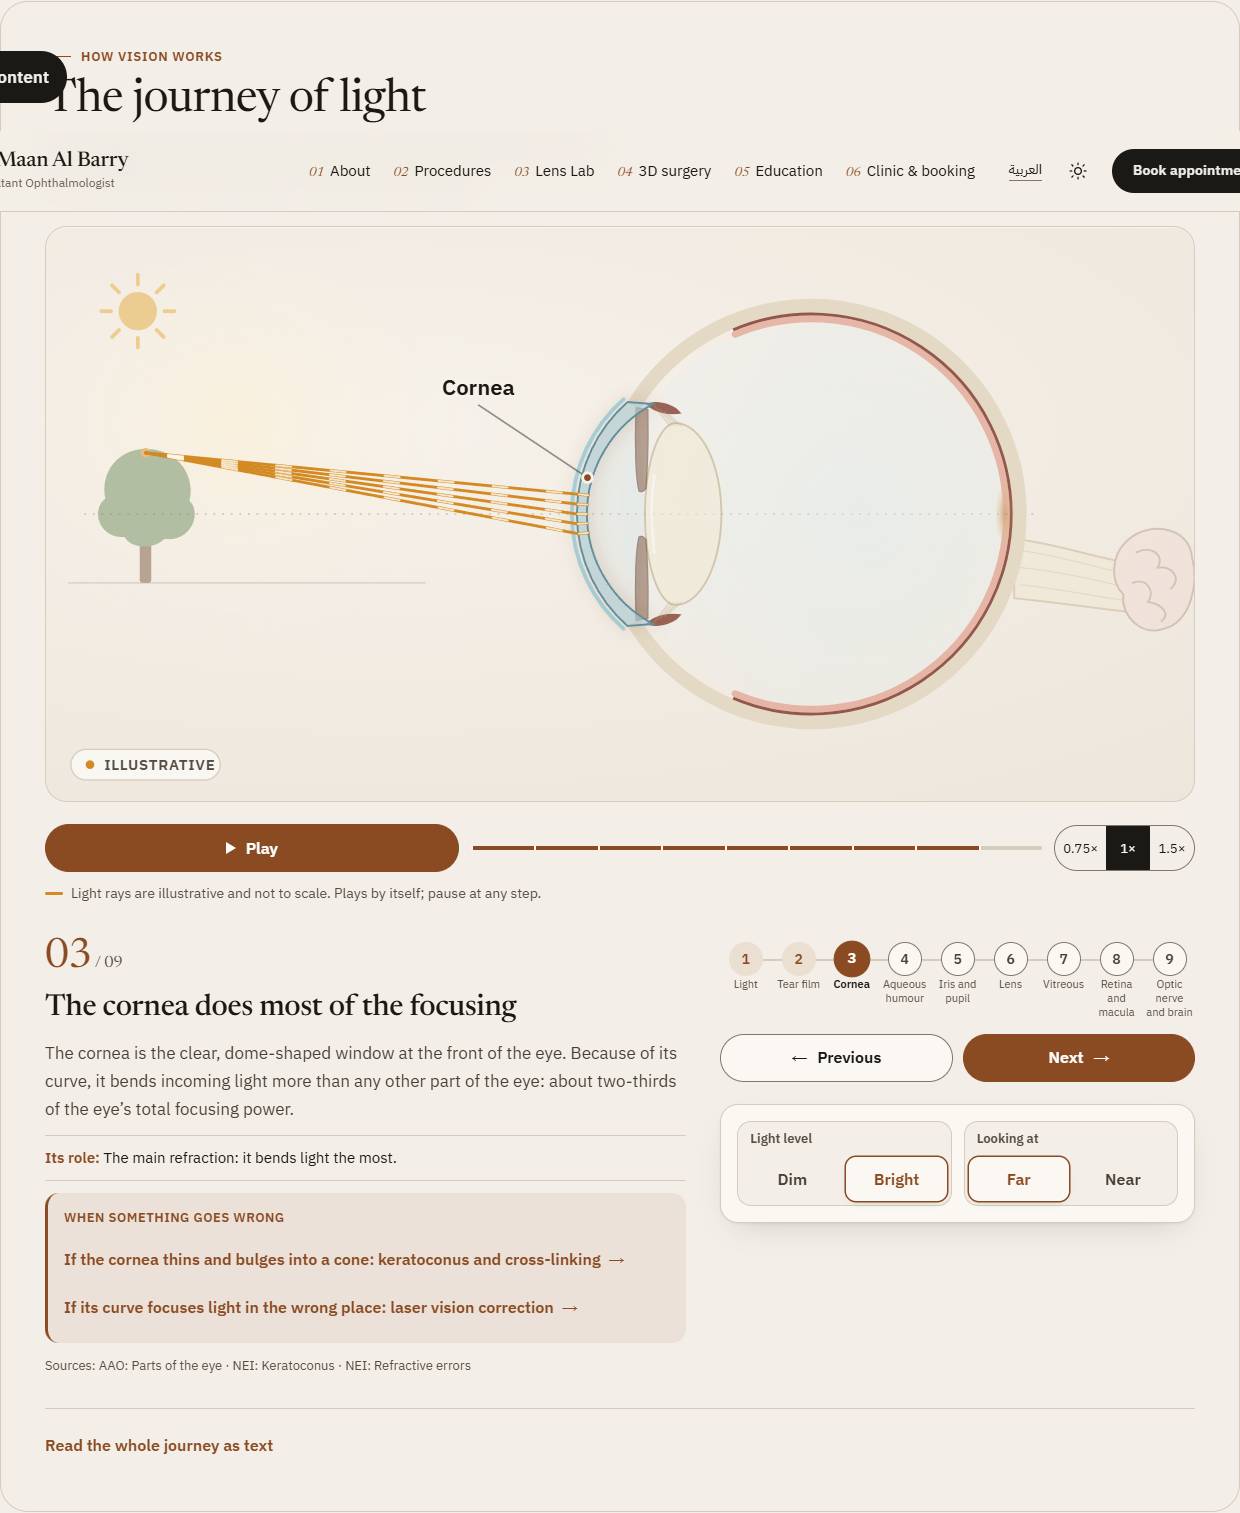 HOW VISION WORKS
ontent
The journey of light
Maan Al Barry
tant Ophthalmologist
01 About 02 Procedures 03 Lens Lab 04 3D surgery 05 Education 06 Clinic & booking العربية Book appointme
Cornea
ILLUSTRATIVE
Play
0.75× 1× 1.5×
Light rays are illustrative and not to scale. Plays by itself; pause at any step.
03 / 09
The cornea does most of the focusing
The cornea is the clear, dome-shaped window at the front of the eye. Because of its
curve, it bends incoming light more than any other part of the eye: about two-thirds
of the eye’s total focusing power.
Its role: The main refraction: it bends light the most.
WHEN SOMETHING GOES WRONG
If the cornea thins and bulges into a cone: keratoconus and cross-linking →
If its curve focuses light in the wrong place: laser vision correction →
Sources: AAO: Parts of the eye · NEI: Keratoconus · NEI: Refractive errors
1 2 3 4 5 6 7 8 9
Light Tear film Cornea Aqueous humour Iris and pupil Lens Vitreous Retina and macula Optic nerve and brain
← Previous
Next →
Light level
Dim Bright
Looking at
Far Near
Read the whole journey as text